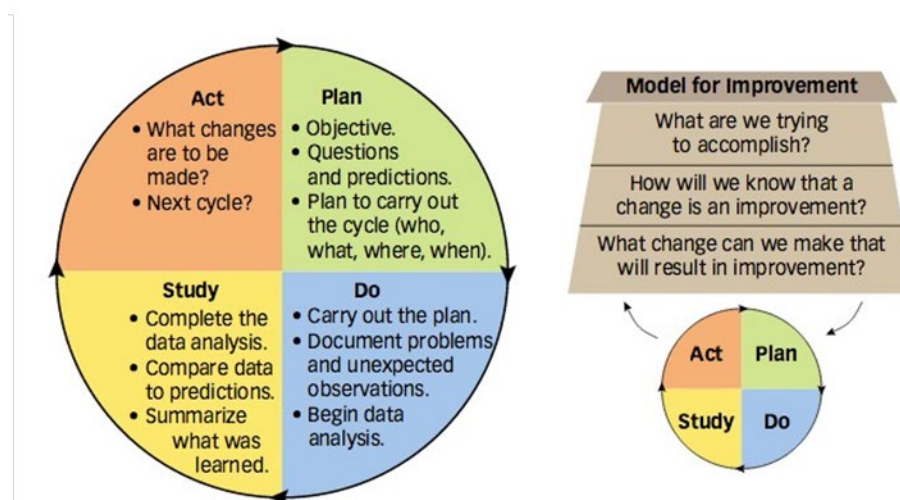 Act
• What changes
are to be
made?
• Next cycle?
Plan
• Objective.
• Questions
and predictions.
• Plan to carry out
the cycle (who,
what, where, when).
Study
• Complete the
data analysis.
• Compare data
to predictions.
• Summarize
what was
learned.
Do
• Carry out the plan.
• Document problems
and unexpected
observations.
• Begin data
analysis.
Model for Improvement
What are we trying
to accomplish?
How will we know that a
change is an improvement?
What change can we make that
will result in improvement?
Act
Plan
Study
Do